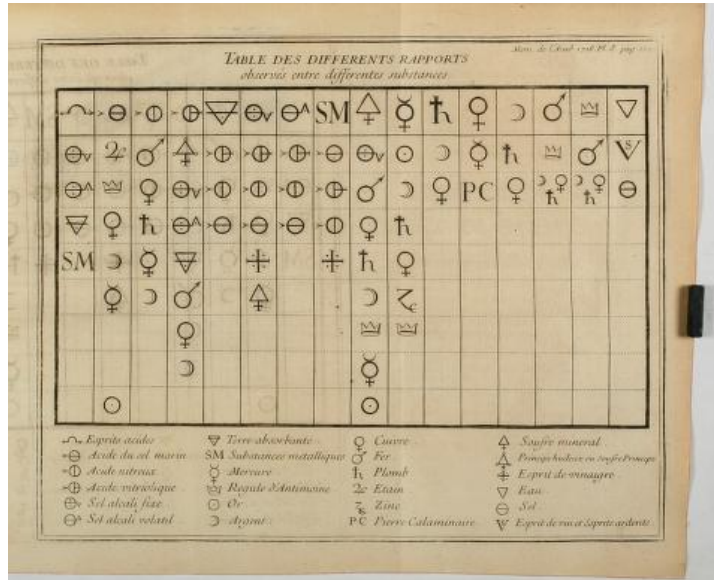 Mem. de l'Acad. 1718. Pl. 8. pag.
TABLE DES DIFFERENTS RAPPORTS
observés entre différentes substances
SM
SM
PC
Esprits acides
Acide du sel marin
Acide nitreux
Acide vitriolique
Sel alcali fixe
Sel alcali volatil
Terre absorbante
SM Substances metalliques
Mercure
Regule d'Antimoine
Or
Argent
Cuivre
Fer
Plomb
Etain
Zinc
PC Pierre Calaminaire
Soufre mineral
Principe huileux ou Soufre Principe
Esprit de vinaigre
Eau
Sel
Esprit de vin et Esprits ardents